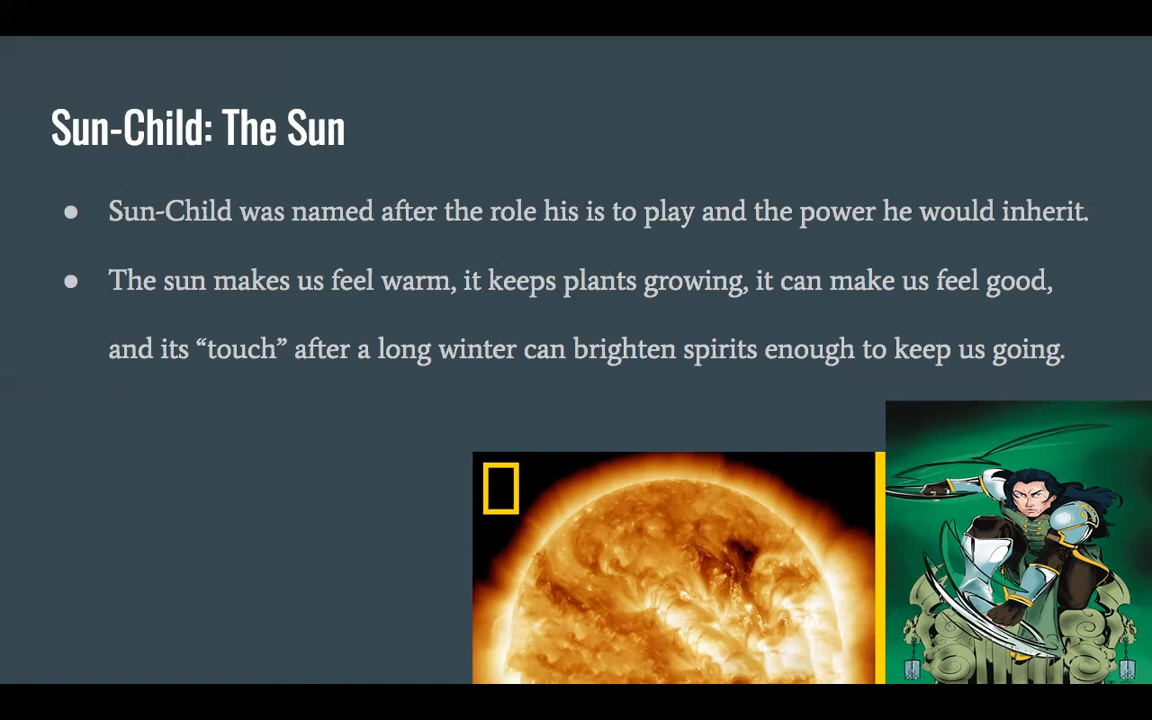 Sun-Child: The Sun
● Sun-Child was named after the role his is to play and the power he would inherit.
● The sun makes us feel warm, it keeps plants growing, it can make us feel good,
and its “touch” after a long winter can brighten spirits enough to keep us going.